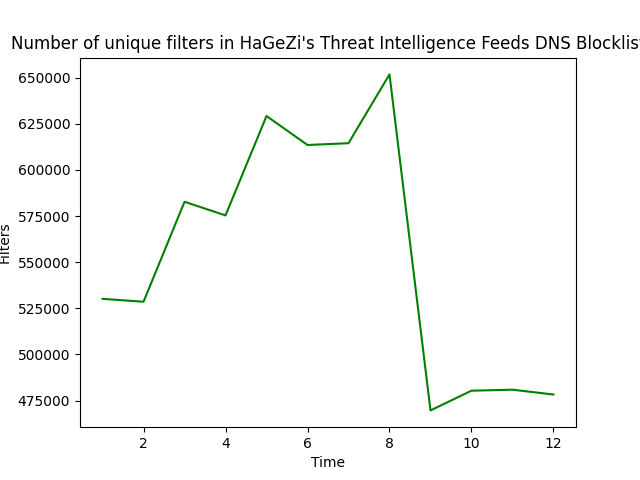 Number of unique filters in HaGeZi's Threat Intelligence Feeds DNS Blocklis
Filters
650000
625000
600000
575000
550000
525000
500000
475000
2 4 6 8 10 12
Time